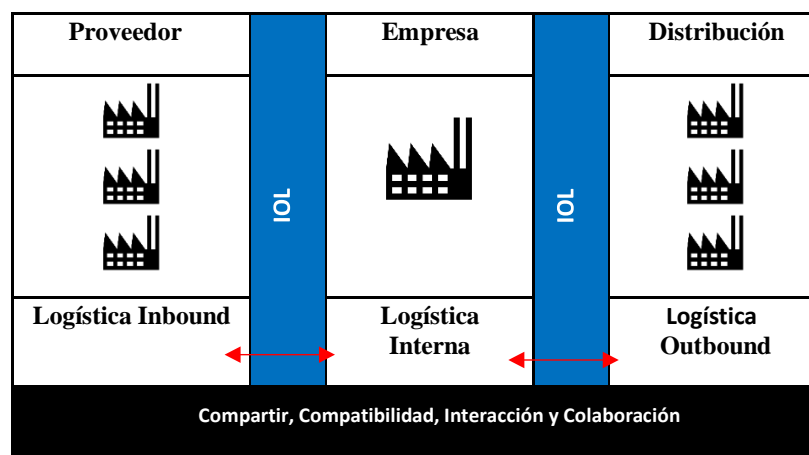 Proveedor
Empresa
Distribución
IOL
IOL
Logística Inbound
Logística
Interna
Logística
Outbound
Compartir, Compatibilidad, Interacción y Colaboración